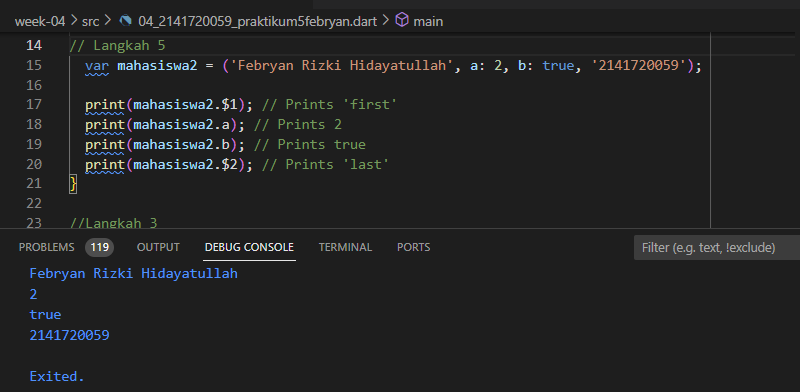 week-04 > src > 04_2141720059_praktikum5febryan.dart > main
14 // Langkah 5
15 var mahasiswa2 = ('Febryan Rizki Hidayatullah', a: 2, b: true, '2141720059');
16
17 print(mahasiswa2.$1); // Prints 'first'
18 print(mahasiswa2.a); // Prints 2
19 print(mahasiswa2.b); // Prints true
20 print(mahasiswa2.$2); // Prints 'last'
21 }
22
23 //Langkah 3
PROBLEMS 119 OUTPUT DEBUG CONSOLE TERMINAL PORTS Filter (e.g. text, !exclude)
Febryan Rizki Hidayatullah
2
true
2141720059
Exited.